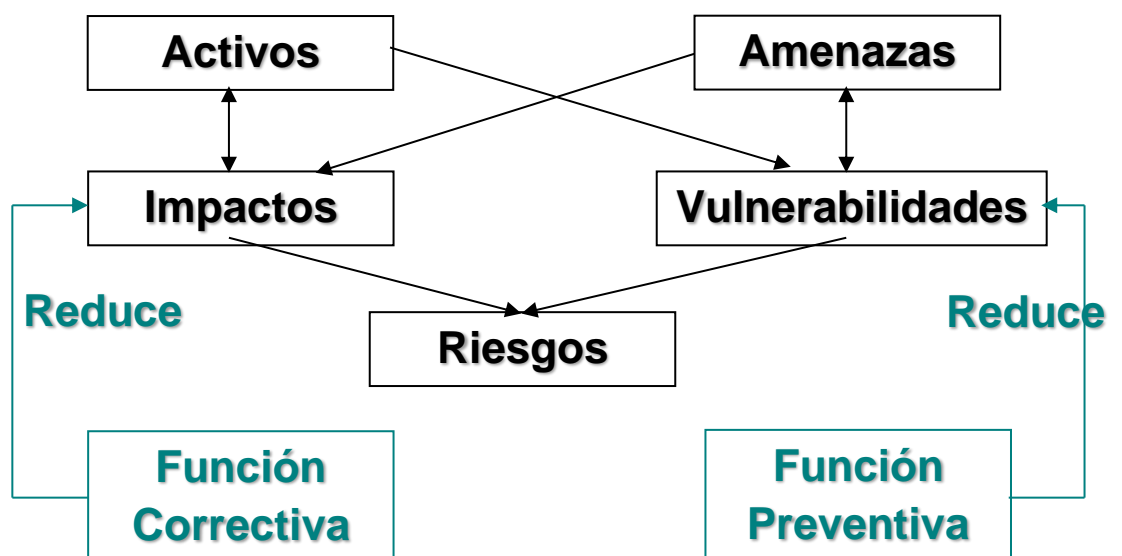 Activos
Amenazas
Impactos
Vulnerabilidades
Reduce
Reduce
Riesgos
Función
Correctiva
Función
Preventiva